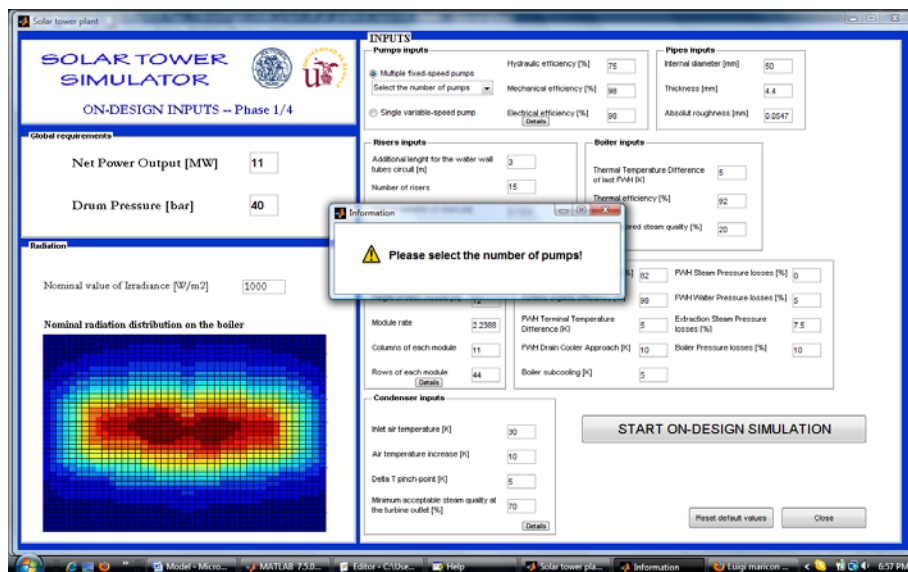 Solar tower plant
SOLAR TOWER
SIMULATOR
ON-DESIGN INPUTS -- Phase 1/4
Global requirements
Net Power Output [MW] 11
Drum Pressure [bar] 40
Radiation
Nominal value of Irradiance [W/m2] 1000
Nominal radiation distribution on the boiler
INPUTS
Pumps inputs
Multiple fixed-speed pumps
Select the number of pumps
Single variable-speed pump
Hydraulic efficiency [%] 75
Mechanical efficiency [%] 98
Electrical efficiency [%] 98
Details
Pipes inputs
Internal diameter [mm] 50
Thickness [mm] 4.4
Absolut roughness [mm] 0.0547
Risers inputs
Additional lenght for the water wall
tubes circuit [m] 3
Number of risers 15
Boiler inputs
Thermal Temperature Difference
of last FWH [K] 5
Thermal efficiency [%] 92
steam quality [%] 20
Information
Please select the number of pumps!
12
Module rate 2.2388
Columns of each module 11
Rows of each module 44
Details
82
98
FWH Terminal Temperature
Difference [K] 5
FWH Drain Cooler Approach [K] 10
Boiler subcooling [K] 5
FWH Steam Pressure losses [%] 0
FWH Water Pressure losses [%] 5
Extraction Steam Pressure
losses [%] 7.5
Boiler Pressure losses [%] 10
Condenser inputs
Inlet air temperature [K] 30
Air temperature increase [K] 10
Delta T pinch-point [K] 5
Minimum acceptable steam quality at
the turbine outlet [%] 70
Details
START ON-DESIGN SIMULATION
Reset default values
Close
Model - Micro...
MATLAB 7.5.0...
Editor - C:\Use...
Help
Solar tower pla...
Information
Luigi maricon ...
6:57 PM